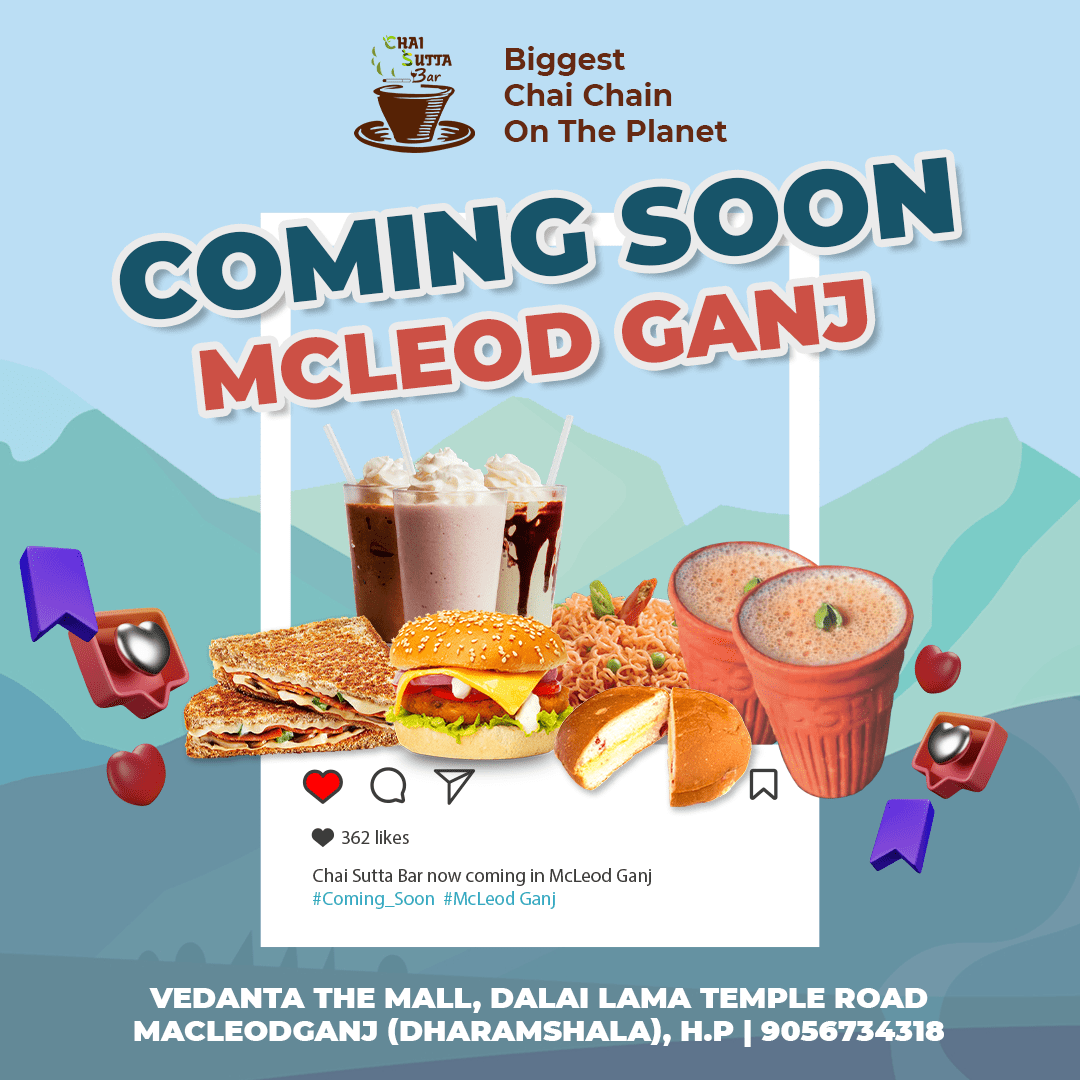 CHAI
SUTTA
Bar
Biggest
Chai Chain
On The Planet
COMING SOON
MCLEOD GANJ
362 likes
Chai Sutta Bar now coming in McLeod Ganj
#Coming_Soon #McLeod Ganj
VEDANTA THE MALL, DALAI LAMA TEMPLE ROAD
MACLEODGANJ (DHARAMSHALA), H.P | 9056734318